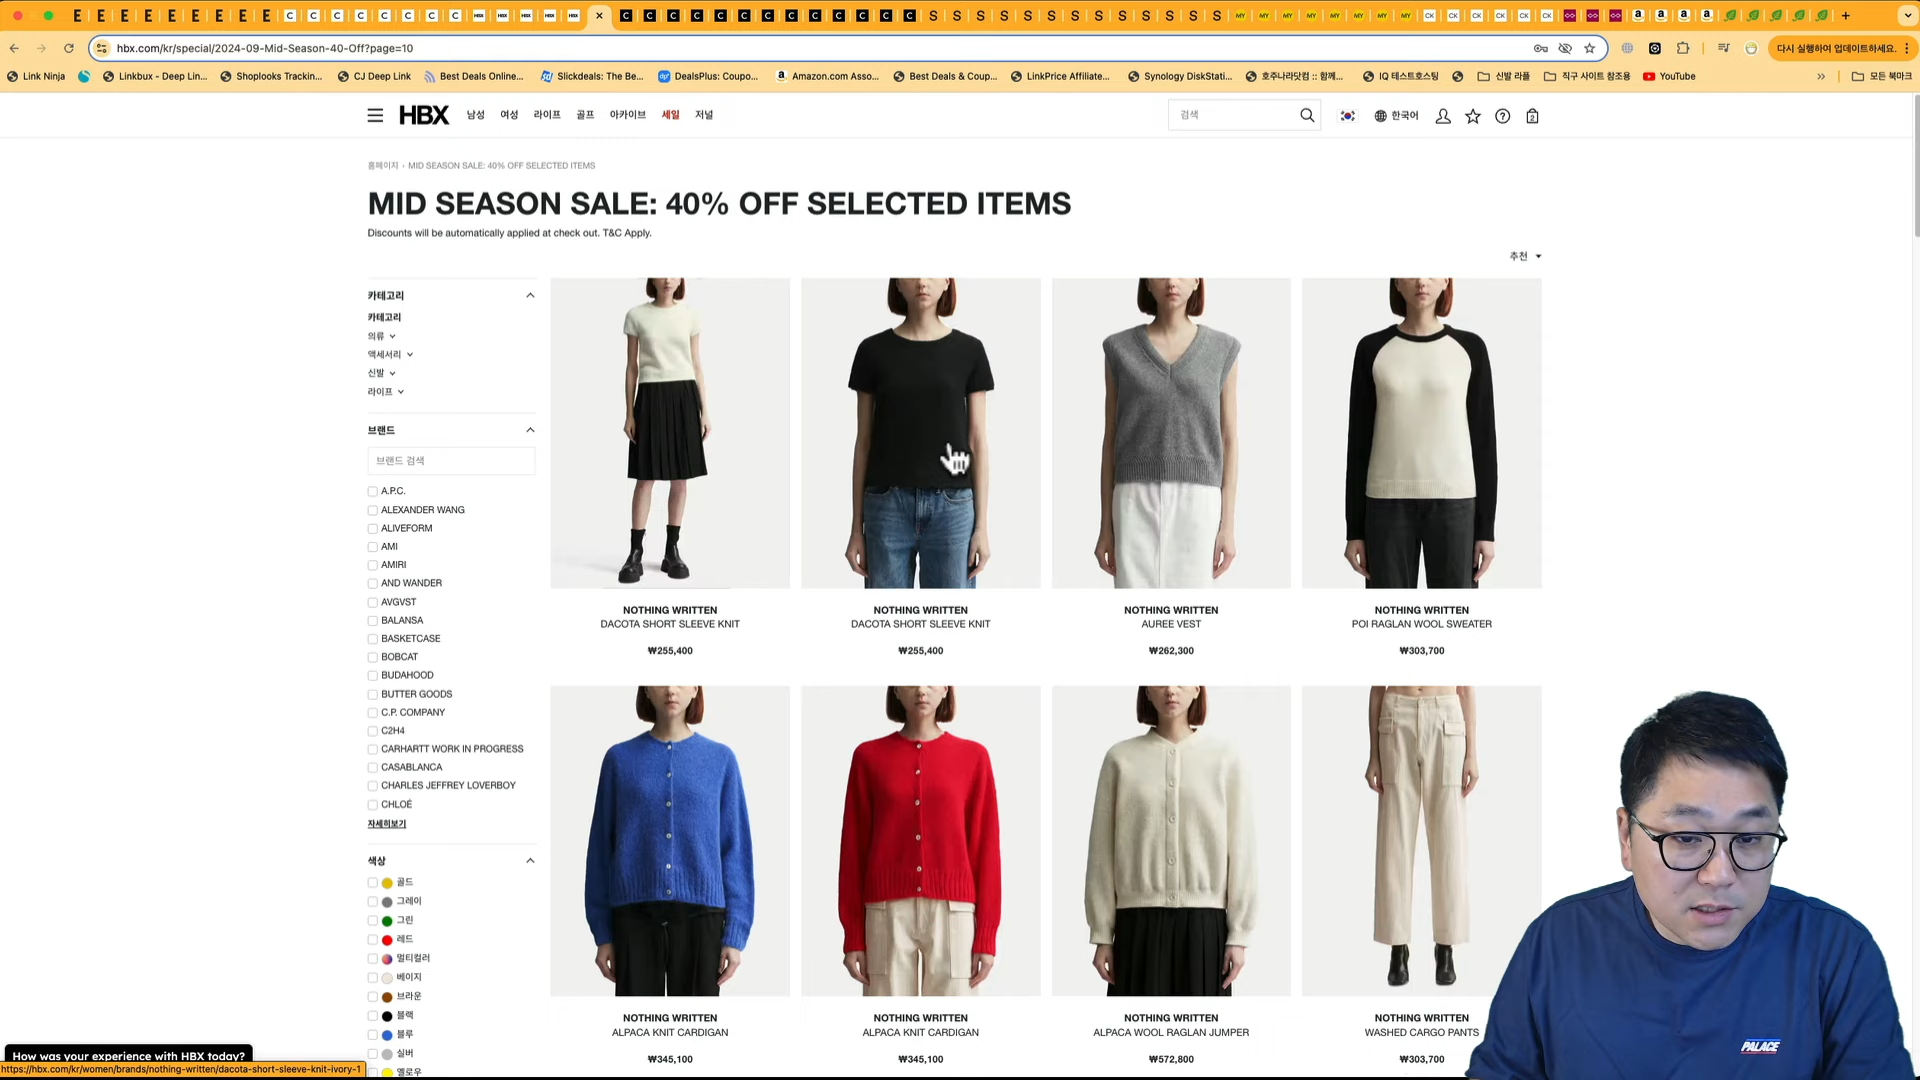 hbx.com/kr/special/2024-09-Mid-Season-40-Off?page=10
다시 실행하여 업데이트하세요.
Link Ninja
Linkbux - Deep Lin...
Shoplooks Trackin...
CJ Deep Link
Best Deals Online...
Slickdeals: The Be...
DealsPlus: Coupo...
Amazon.com Asso...
Best Deals & Coup...
LinkPrice Affiliate...
Synology DiskStati...
호주나라닷컴 :: 함께...
IQ 테스트호스팅
신발 라플
직구 사이트 참조용
YouTube
모든 북마크
HBX
남성
여성
라이프
골프
아카이브
세일
저널
검색
한국어
2
홈페이지 › MID SEASON SALE: 40% OFF SELECTED ITEMS
MID SEASON SALE: 40% OFF SELECTED ITEMS
Discounts will be automatically applied at check out. T&C Apply.
추천
카테고리
카테고리
의류
액세서리
신발
라이프
브랜드
브랜드 검색
A.P.C.
ALEXANDER WANG
ALIVEFORM
AMI
AMIRI
AND WANDER
AVGVST
BALANSA
BASKETCASE
BOBCAT
BUDAHOOD
BUTTER GOODS
C.P. COMPANY
C2H4
CARHARTT WORK IN PROGRESS
CASABLANCA
CHARLES JEFFREY LOVERBOY
CHLOÉ
자세히보기
색상
골드
그레이
그린
레드
멀티컬러
베이지
브라운
블랙
블루
실버
옐로우
NOTHING WRITTEN
DACOTA SHORT SLEEVE KNIT
₩255,400
NOTHING WRITTEN
DACOTA SHORT SLEEVE KNIT
₩255,400
NOTHING WRITTEN
AUREE VEST
₩262,300
NOTHING WRITTEN
POI RAGLAN WOOL SWEATER
₩303,700
NOTHING WRITTEN
ALPACA KNIT CARDIGAN
₩345,100
NOTHING WRITTEN
ALPACA KNIT CARDIGAN
₩345,100
NOTHING WRITTEN
ALPACA WOOL RAGLAN JUMPER
₩572,800
NOTHING WRITTEN
WASHED CARGO PANTS
₩303,700
How was your experience with HBX today?
https://hbx.com/kr/women/brands/nothing-written/dacota-short-sleeve-knit-ivory-1
PALACE